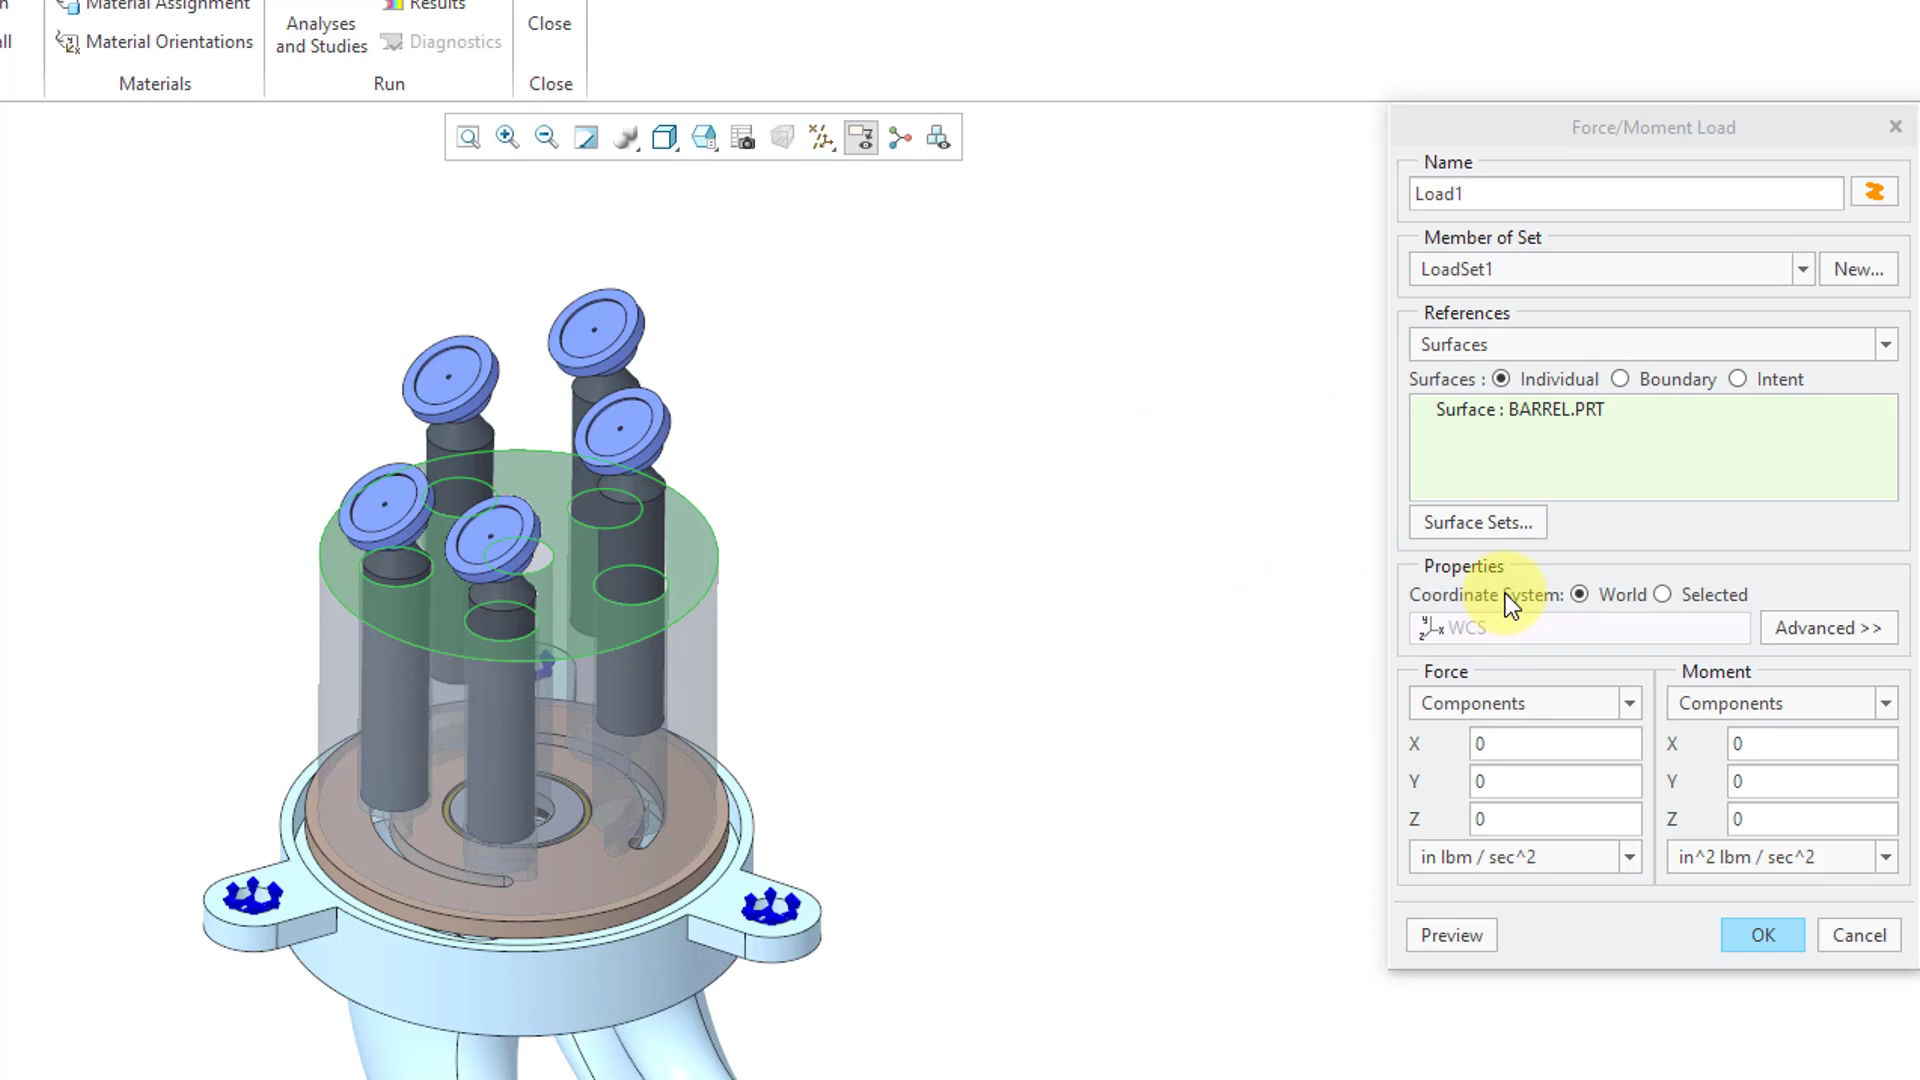 Material Assignment
Material Orientations
Materials
Analyses
and Studies
Results
Diagnostics
Run
Close
Close
Force/Moment Load
Name
Load1
Member of Set
LoadSet1
New...
References
Surfaces
Surfaces : Individual Boundary Intent
Surface : BARREL.PRT
Surface Sets...
Properties
Coordinate System: World Selected
y z x WCS
Advanced >>
Force
Moment
Components
Components
X 0
X 0
Y 0
Y 0
Z 0
Z 0
in lbm / sec^2
in^2 lbm / sec^2
Preview
OK
Cancel